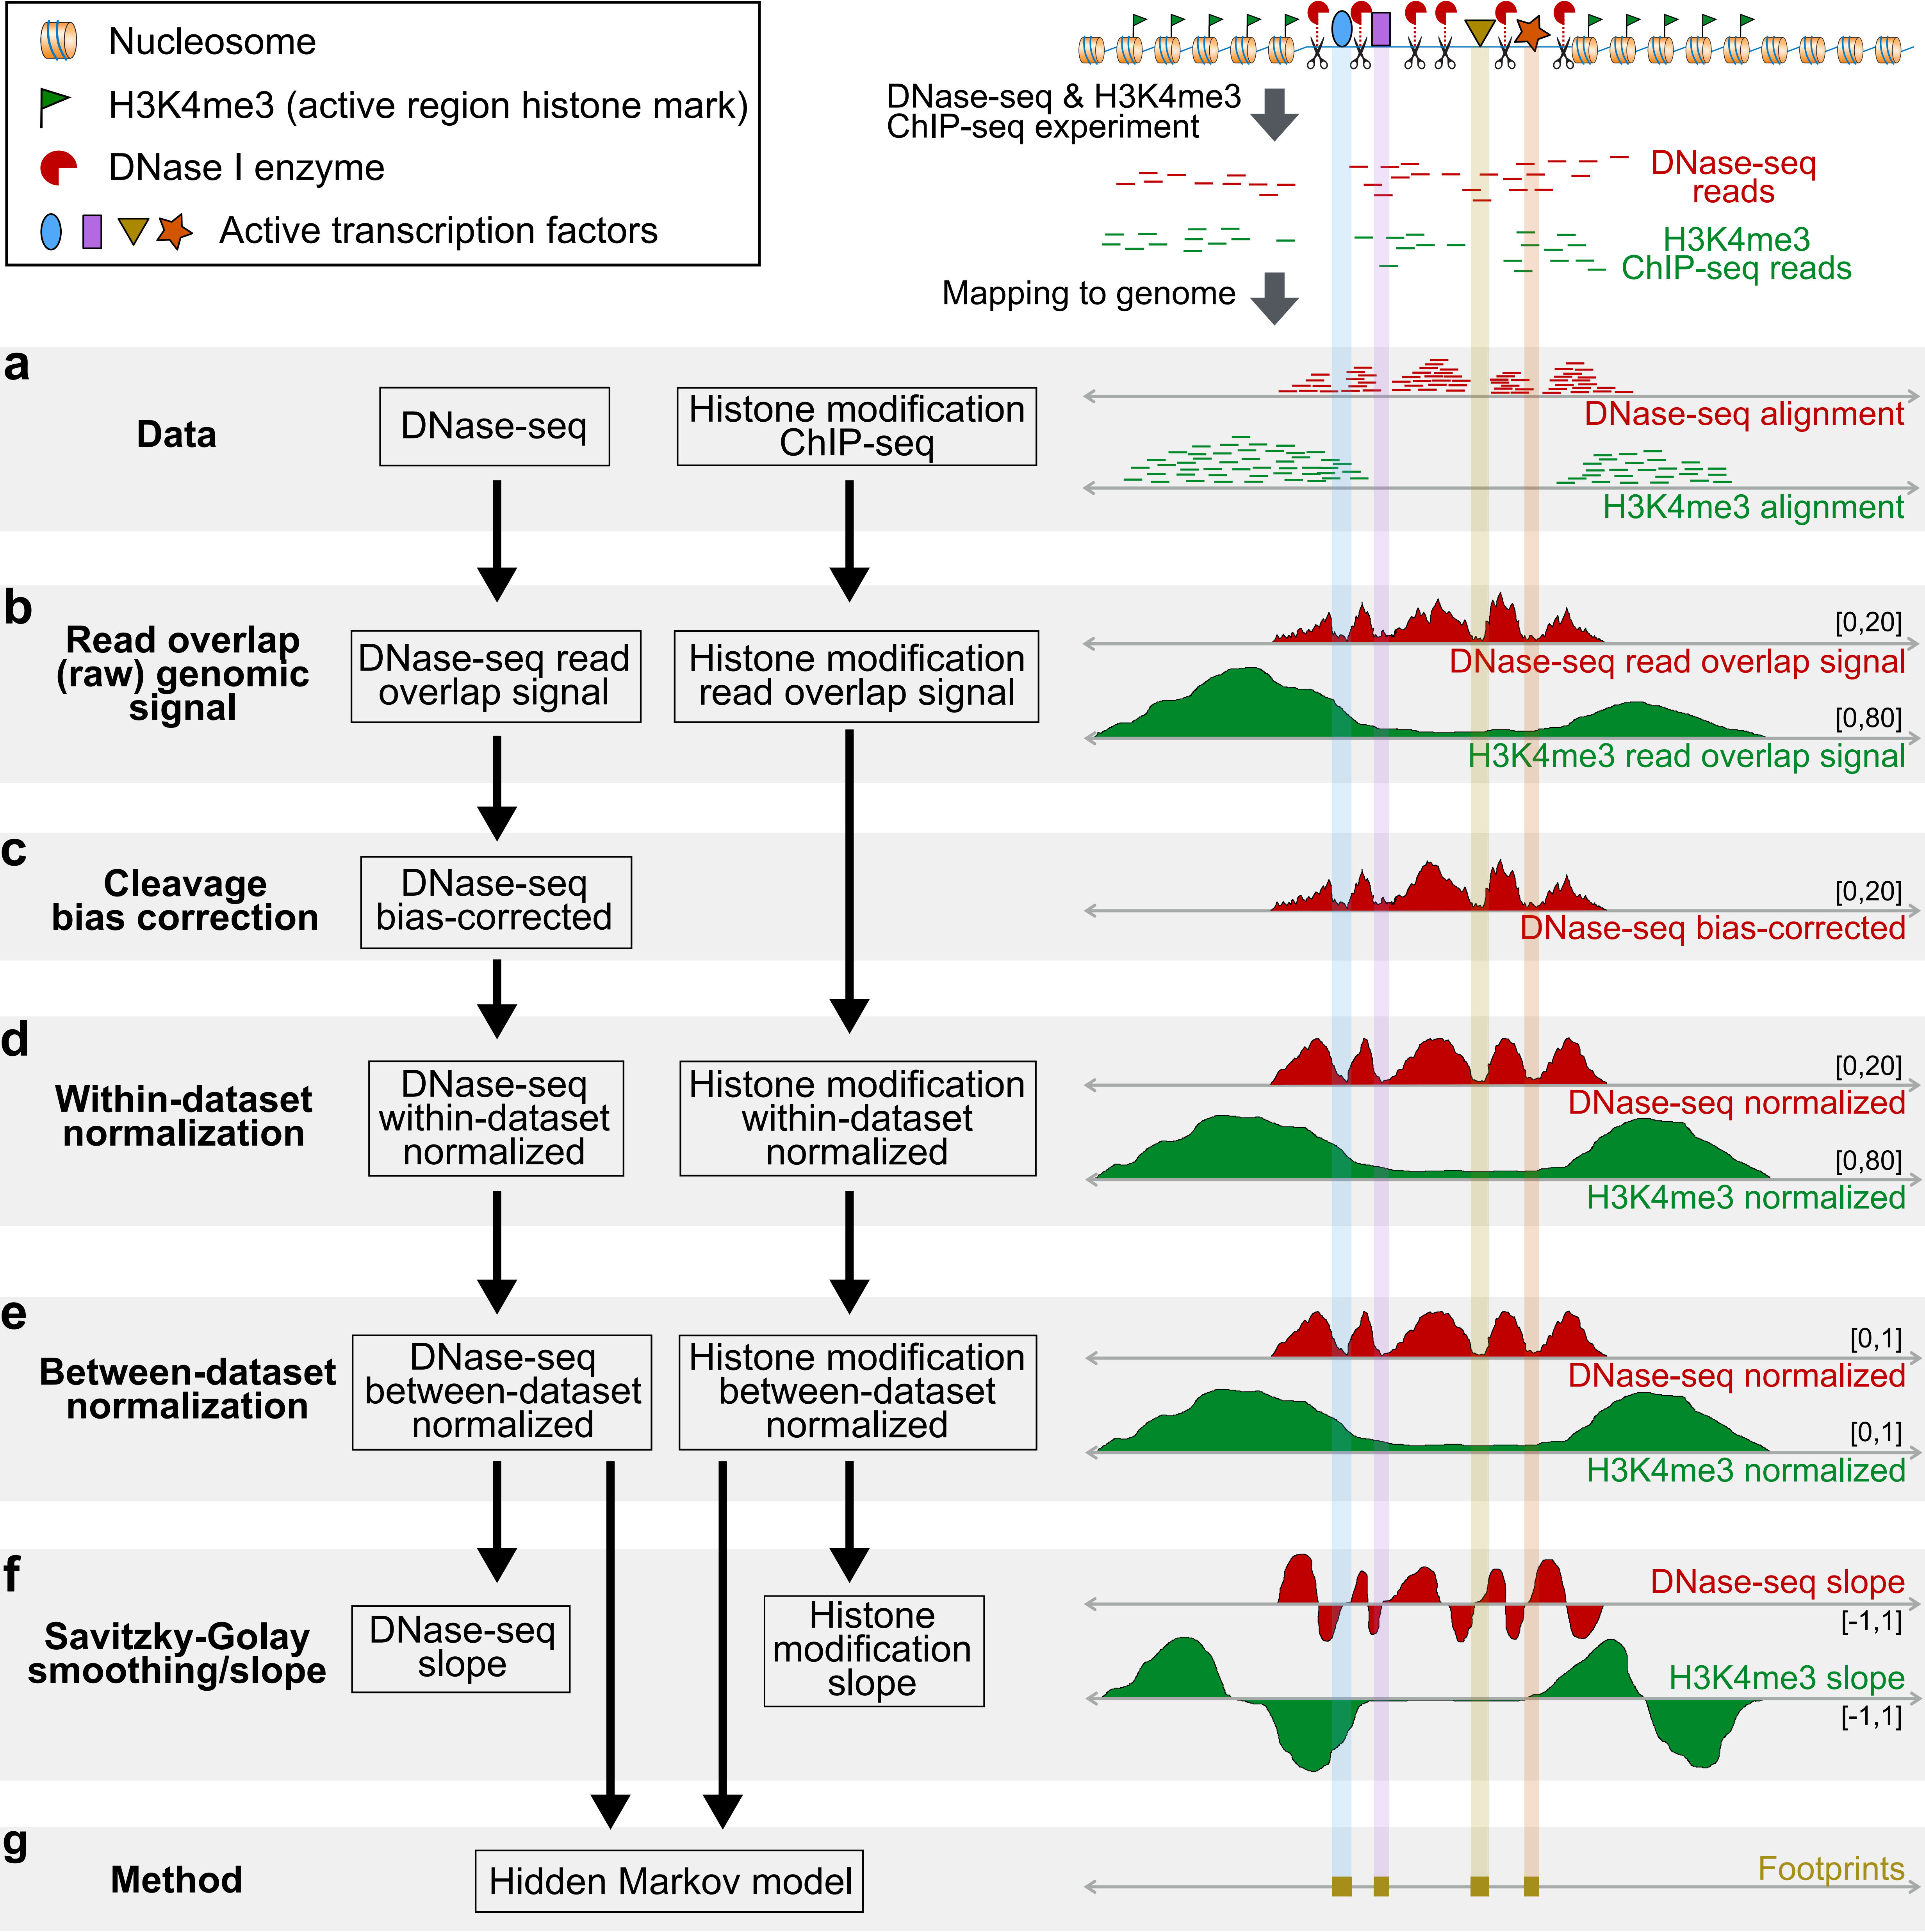 Nucleosome
H3K4me3 (active region histone mark)
DNase I enzyme
Active transcription factors
DNase-seq & H3K4me3
ChIP-seq experiment
DNase-seq
reads
H3K4me3
ChIP-seq reads
Mapping to genome
a
Data
DNase-seq
Histone modification
ChIP-seq
DNase-seq alignment
H3K4me3 alignment
b
Read overlap
(raw) genomic
signal
DNase-seq read
overlap signal
Histone modification
read overlap signal
[0,20]
DNase-seq read overlap signal
[0,80]
H3K4me3 read overlap signal
c
Cleavage
bias correction
DNase-seq
bias-corrected
[0,20]
DNase-seq bias-corrected
d
Within-dataset
normalization
DNase-seq
within-dataset
normalized
Histone modification
within-dataset
normalized
[0,20]
DNase-seq normalized
[0,80]
H3K4me3 normalized
e
Between-dataset
normalization
DNase-seq
between-dataset
normalized
Histone modification
between-dataset
normalized
[0,1]
DNase-seq normalized
[0,1]
H3K4me3 normalized
f
Savitzky-Golay
smoothing/slope
DNase-seq
slope
Histone
modification
slope
DNase-seq slope
[-1,1]
H3K4me3 slope
[-1,1]
g
Method
Hidden Markov model
Footprints